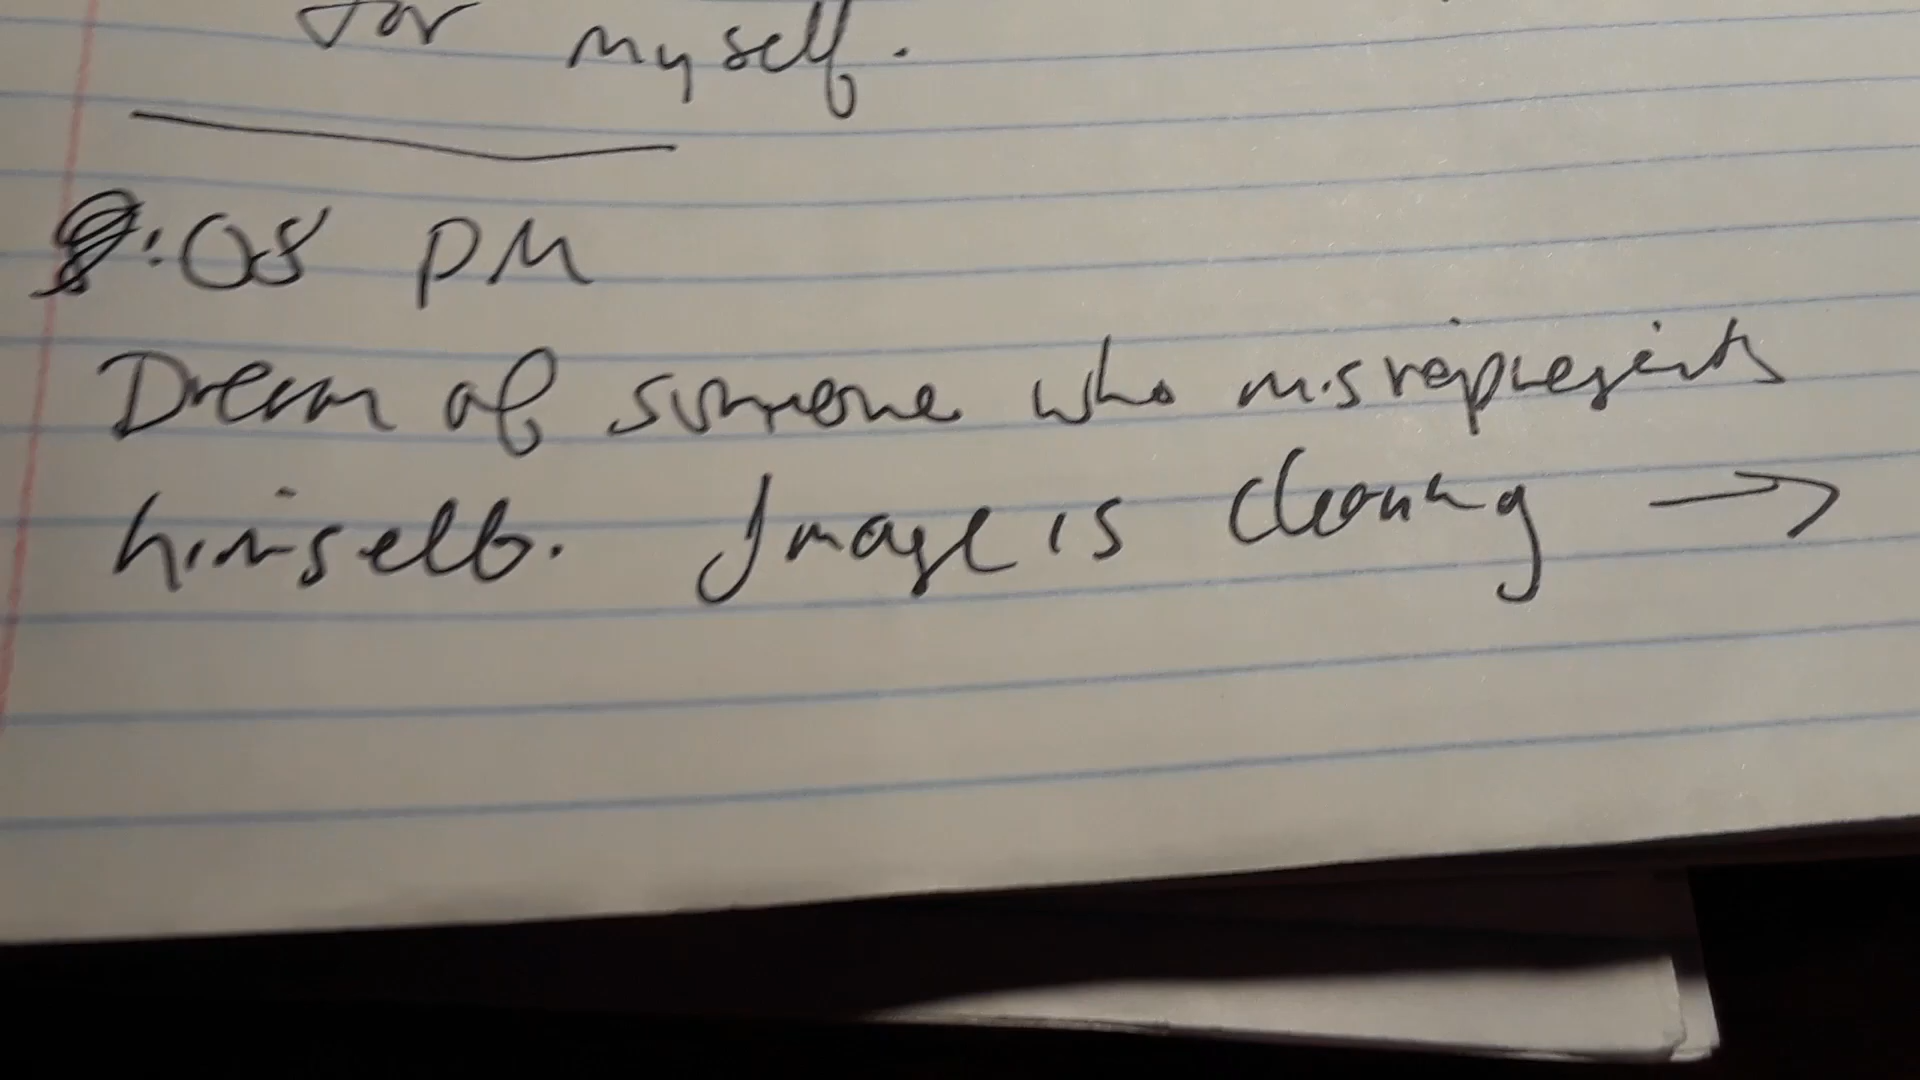 for myself.
:08 PM
Dream of someone who misrepresents
himself. Image is cleaning →